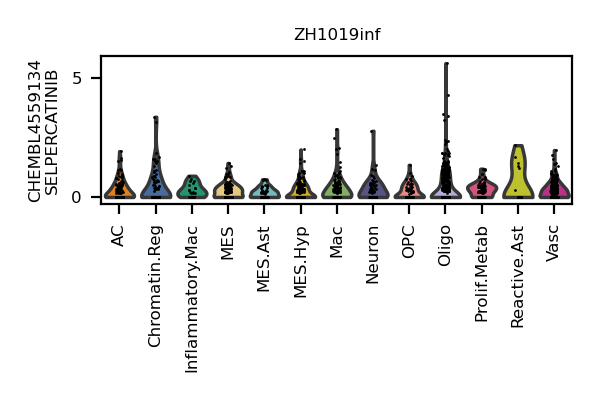 ZH1019inf
CHEMBL4559134
SELPERCATINIB
5
0
AC
Chromatin.Reg
Inflammatory.Mac
MES
MES.Ast
MES.Hyp
Mac
Neuron
OPC
Oligo
Prolif.Metab
Reactive.Ast
Vasc